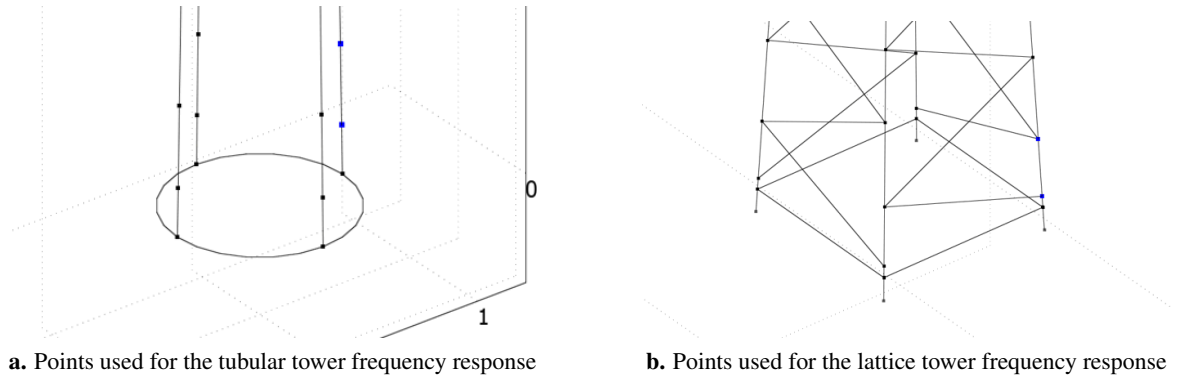 0
1
a. Points used for the tubular tower frequency response
b. Points used for the lattice tower frequency response